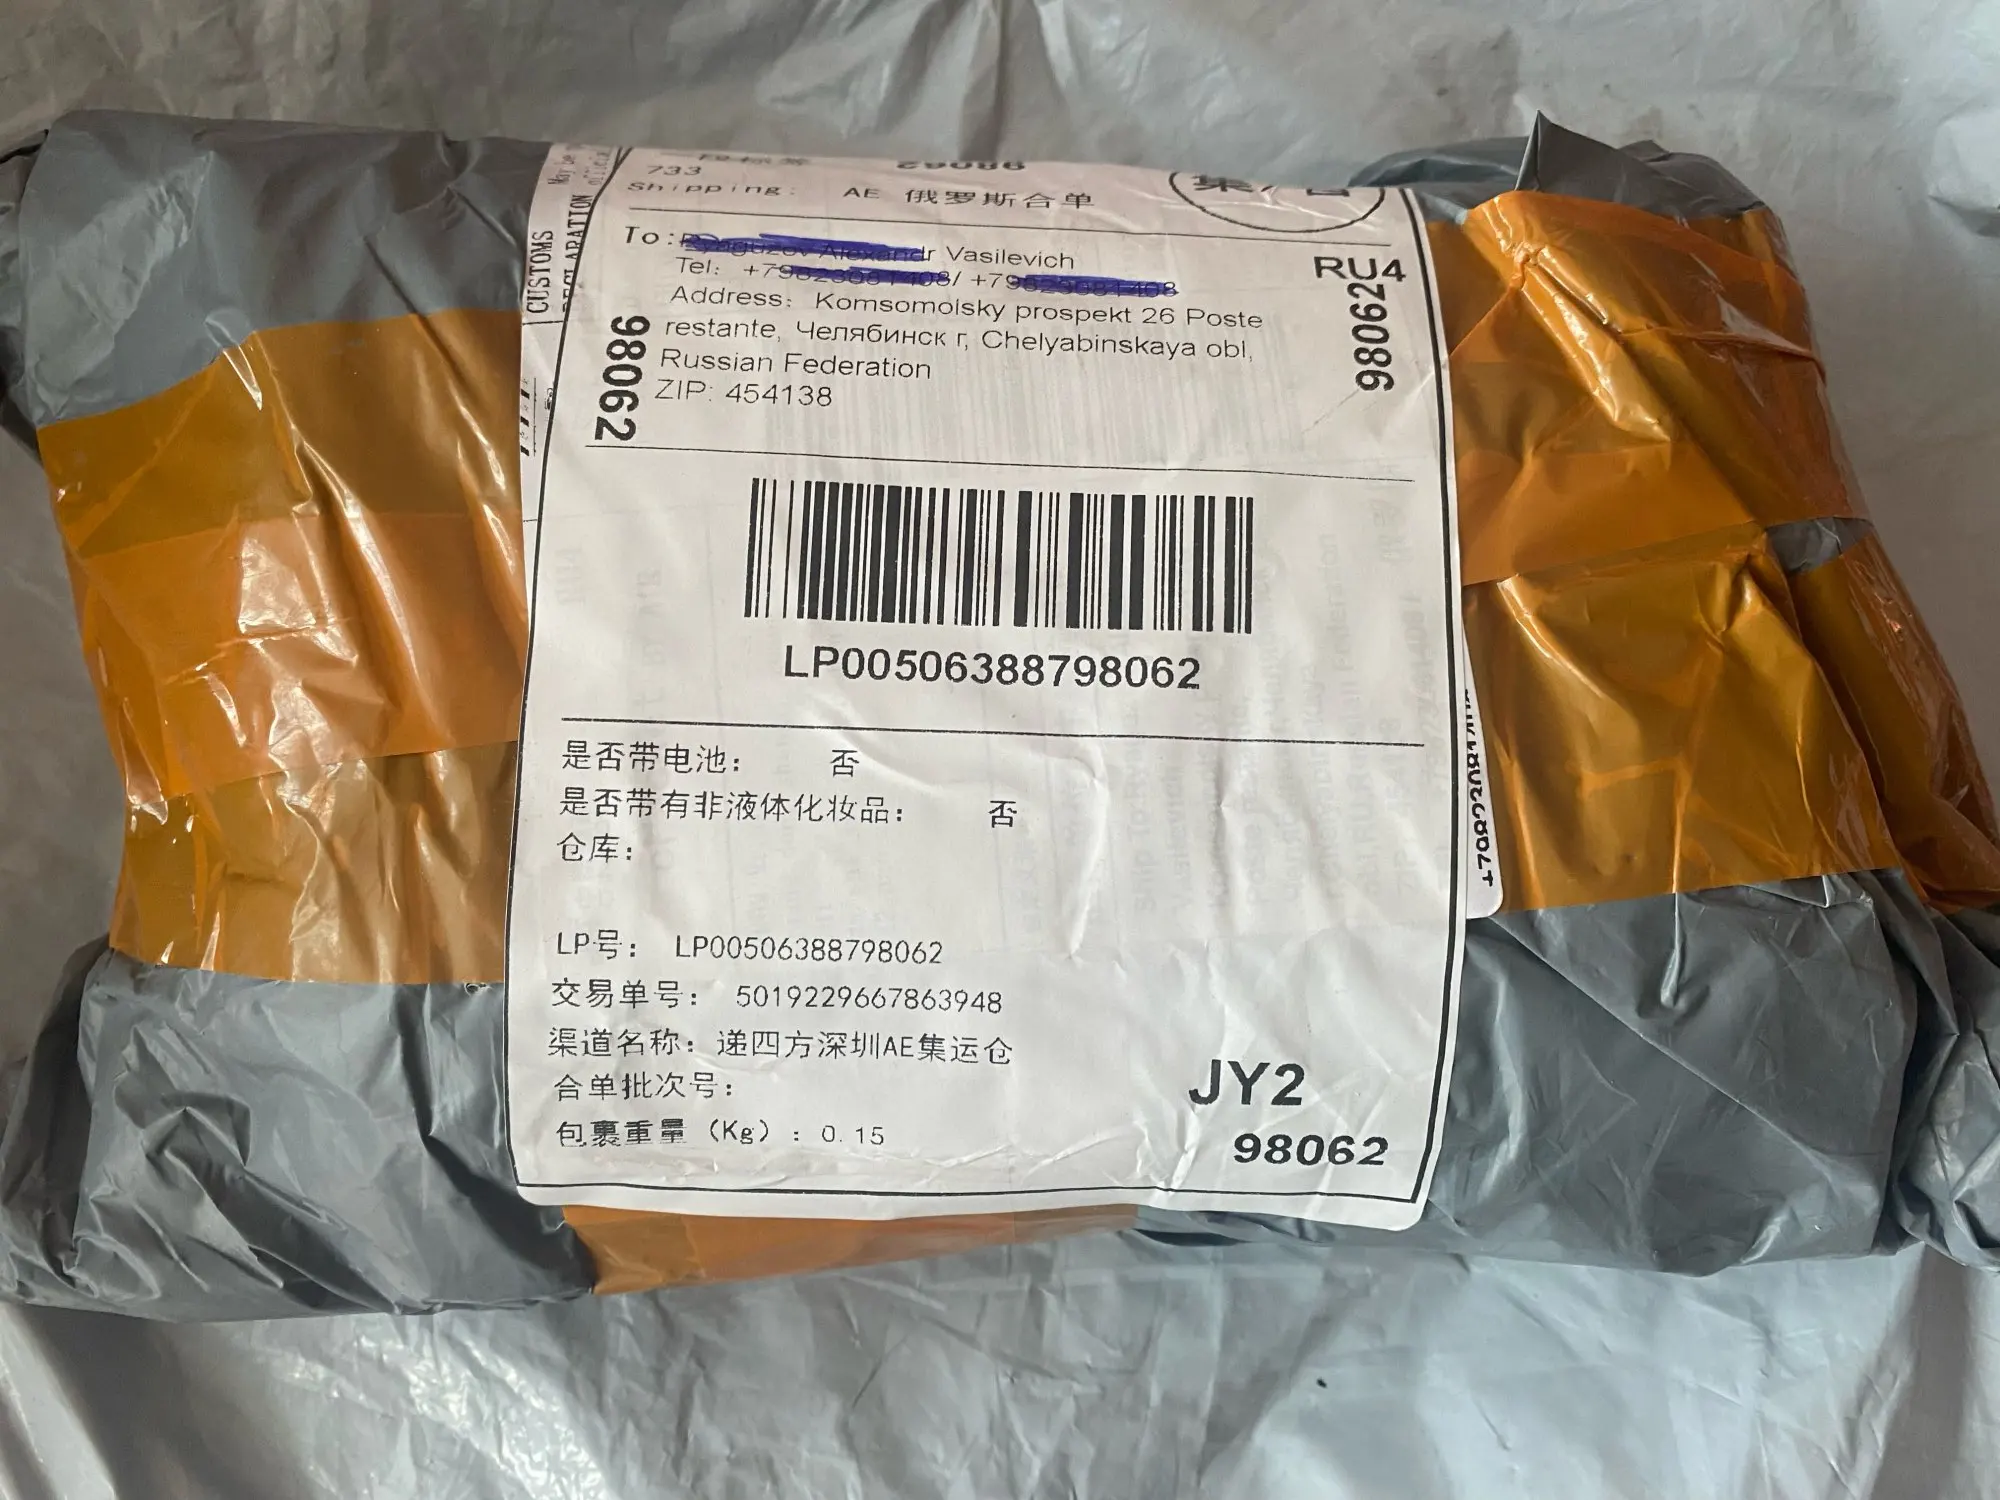 CUSTOMS
DECLARATION
98062
733
Shipping: AE 俄罗斯合单
To: Vasilevich
Tel: +79
Address: Komsomolsky prospekt 26 Poste
restante, Челябинск г, Chelyabinskaya obl,
Russian Federation
ZIP: 454138
98062
RU4
98062
LP00506388798062
是否带电池: 否
是否带有非液体化妆品: 否
仓库:
LP号: LP00506388798062
交易单号: 5019229667863948
渠道名称: 递四方深圳AE集运仓
合单批次号:
包裹重量 (Kg) : 0.15
JY2
98062